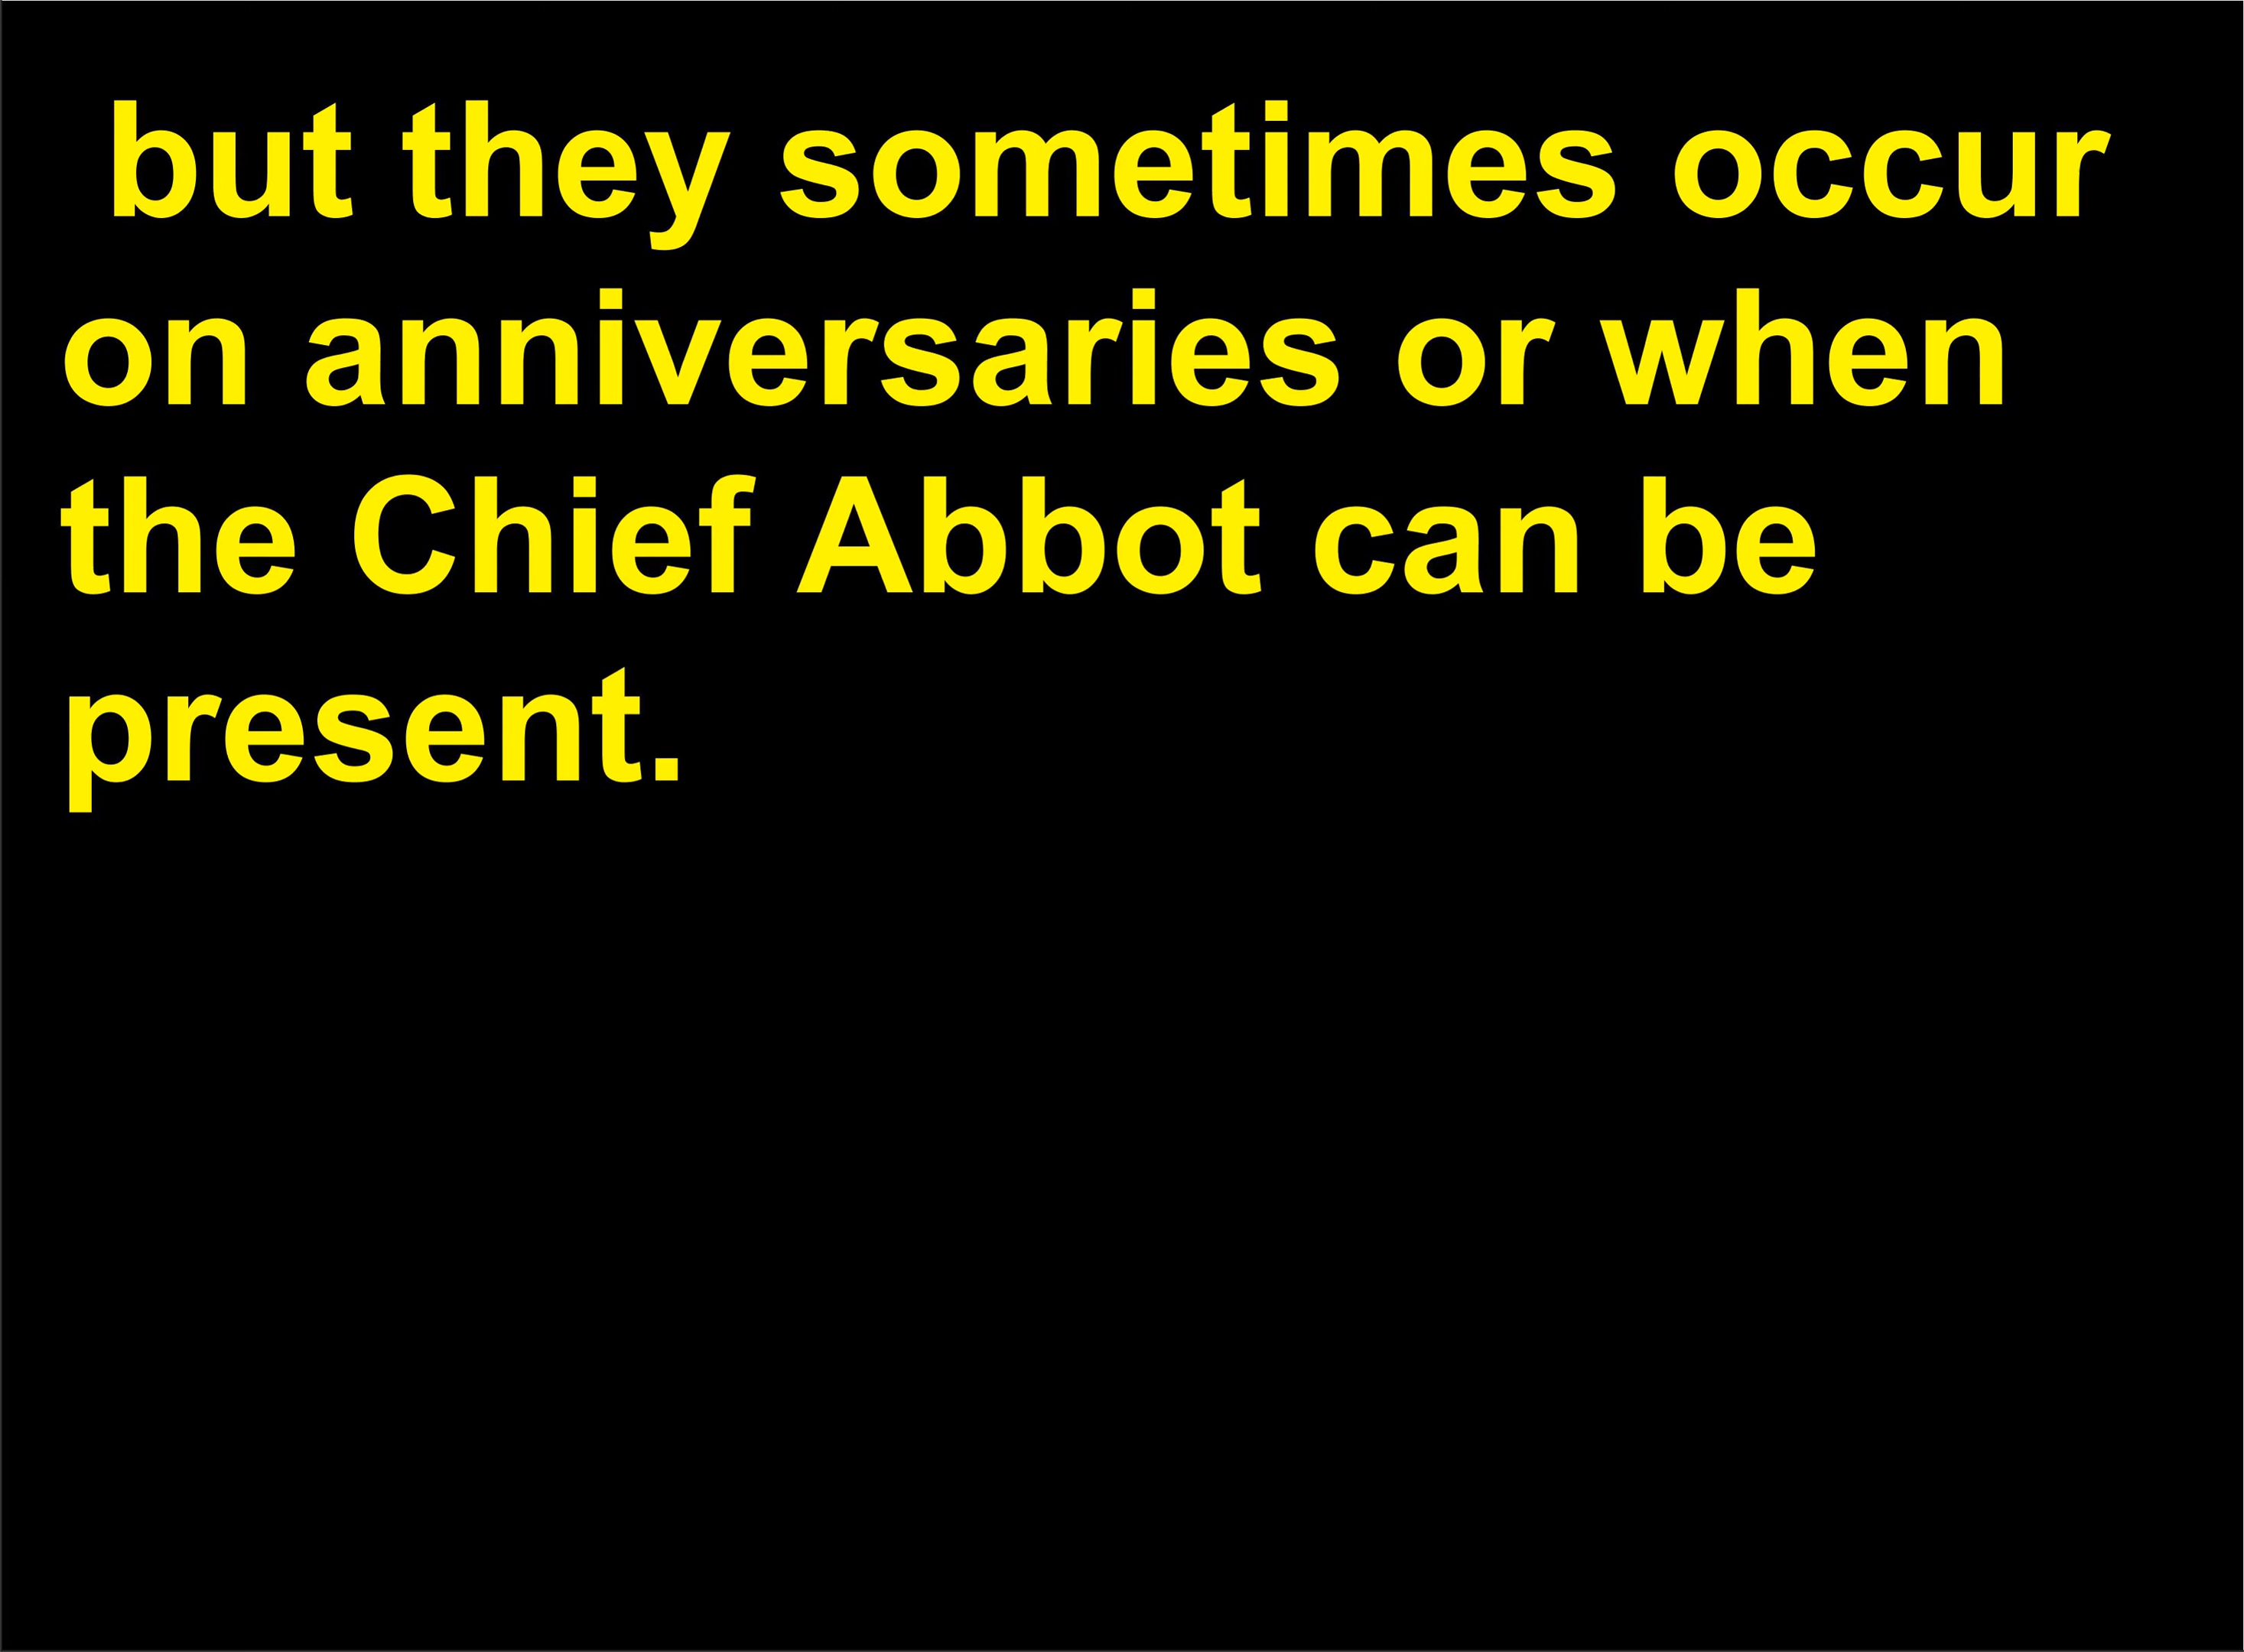 but they sometimes occur
on anniversaries or when
the Chief Abbot can be
present.